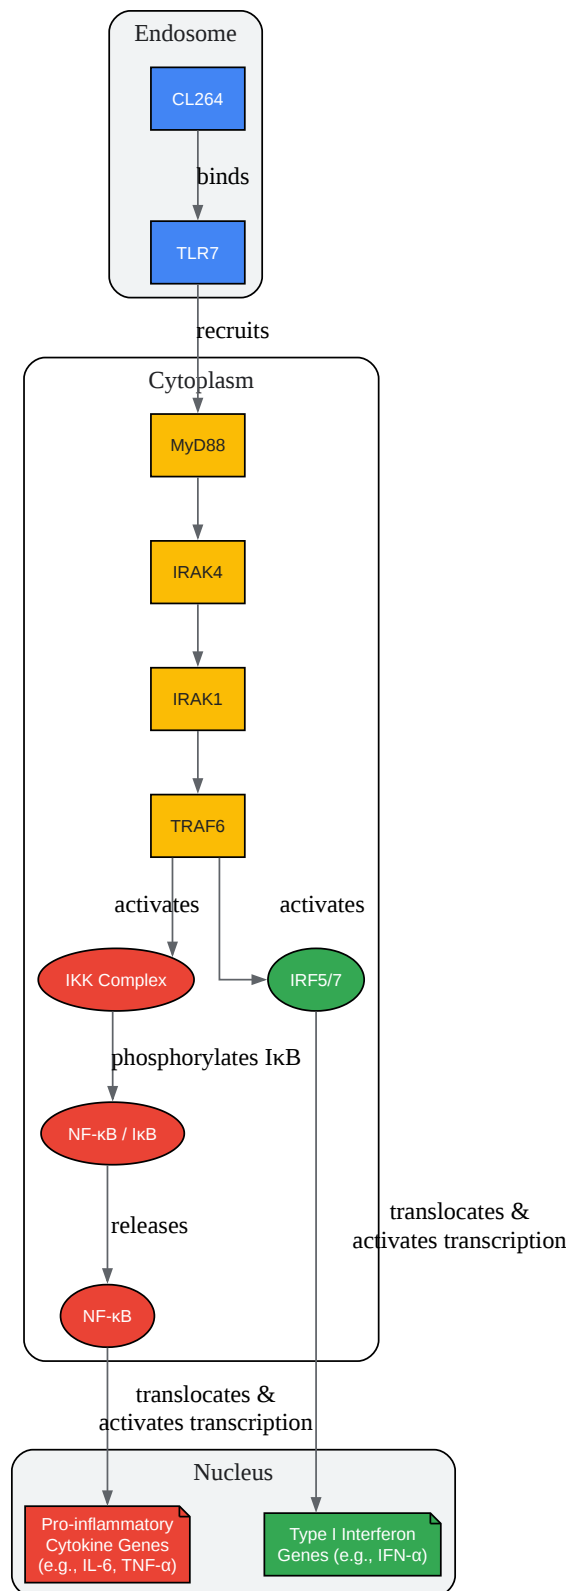 Endosome
CL264
binds
TLR7
recruits
Cytoplasm
MyD88
IRAK4
IRAK1
TRAF6
activates
activates
IKK Complex
IRF5/7
phosphorylates IκB
NF-κB / IκB
releases
translocates &
activates transcription
NF-κB
translocates &
activates transcription
Nucleus
Pro-inflammatory
Cytokine Genes
(e.g., IL-6, TNF-α)
Type I Interferon
Genes (e.g., IFN-α)